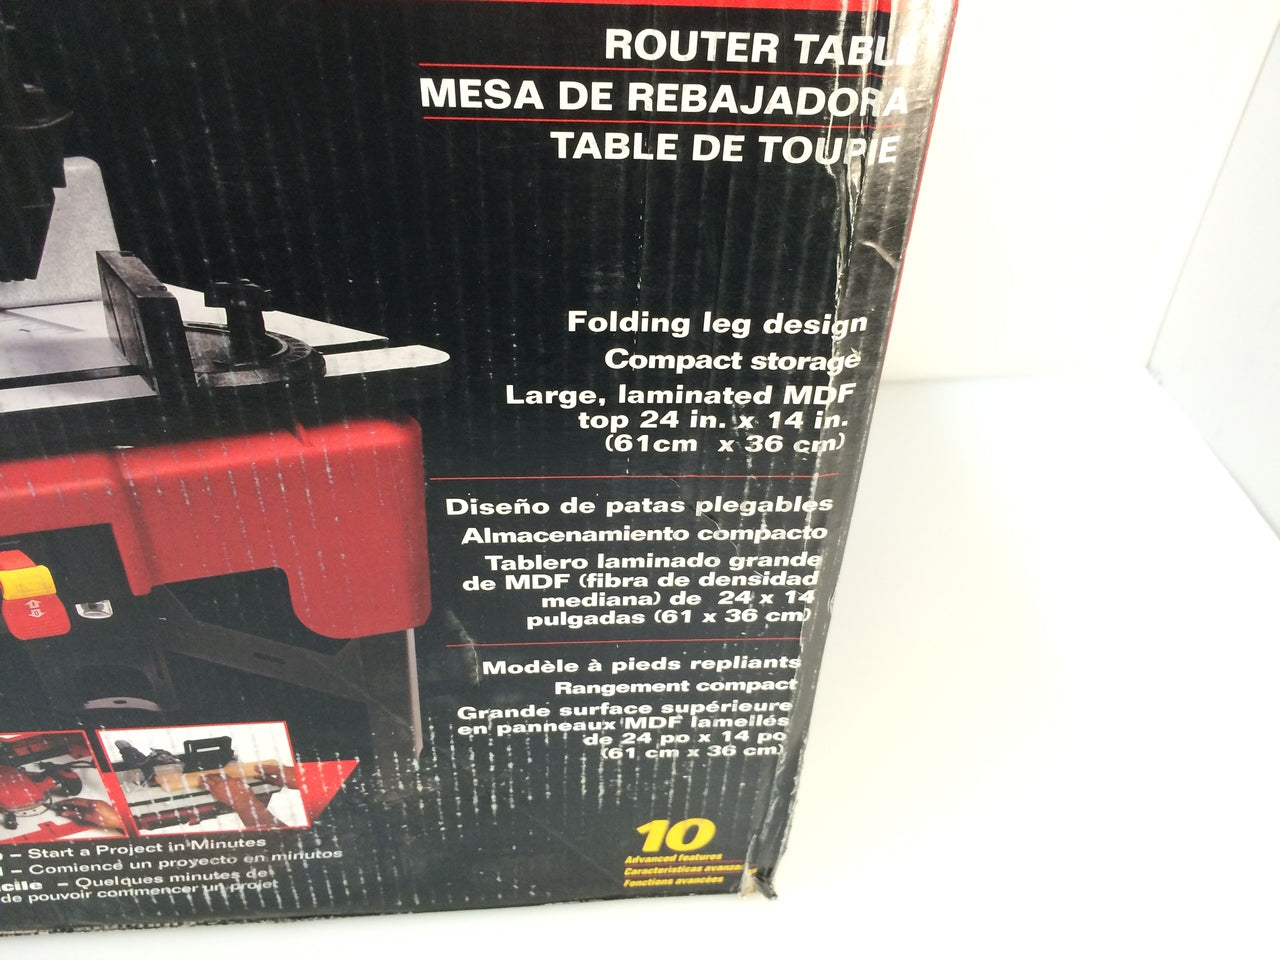 ROUTER TABLE
MESA DE REBAJADORA
TABLE DE TOUPIE
Folding leg design
Compact storage
Large, laminated MDF
top 24 in. x 14 in.
(61cm x 36 cm)
Diseño de patas plegables
Almacenamiento compacto
Tablero laminado grande
de MDF (fibra de densidad
mediana) de 24 x 14
pulgadas (61 x 36 cm)
Modèle à pieds repliants
Rangement compact
Grande surface supérieure
en panneaux MDF lamellés
de 24 po x 14 po
(61 cm x 36 cm)
– Start a Project in Minutes
– Comience un proyecto en minutos
– Quelques minutes de
de pouvoir commencer un projet
10
Advanced features
Características avanzadas
Fonctions avancées